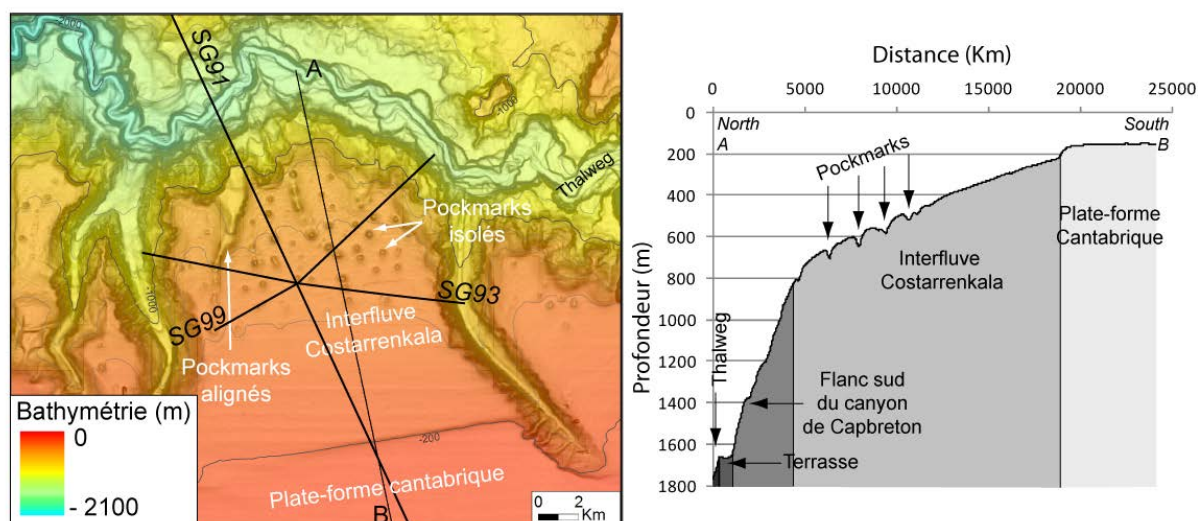 -2000
SG91
A
-1000
Thalweg
Pockmarks
isolés
-1000
SG99
SG93
Interfluve
Costarrenkala
Pockmarks
alignés
Bathymétrie (m)
0
- 2100
-200
Plate-forme cantabrique
B
0 2
Km
Distance (Km)
0 5000 10000 15000 20000 25000
0
North
South
A
B
200
Pockmarks
400
600
800
1000
1200
1400
1600
1800
Profondeur (m)
Plate-forme
Cantabrique
Interfluve
Costarrenkala
Thalweg
Flanc sud
du canyon
de Capbreton
Terrasse